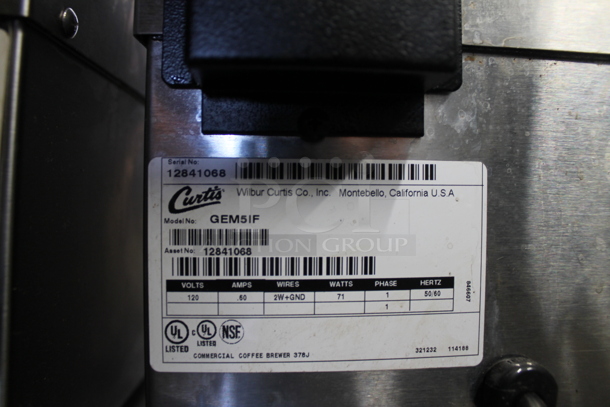 Serial No:
12841068
Curtis® Wilbur Curtis Co., Inc. Montebello, California U.S.A
Model No: GEM5IF
Asset No: 12841068
VOLTS AMPS WIRES WATTS PHASE HERTZ
120 .60 2W+GND 71 1 50/60
1
UL LISTED
C UL LISTED
NSF
COMMERCIAL COFFEE BREWER 378J
321232 114186
GROUP